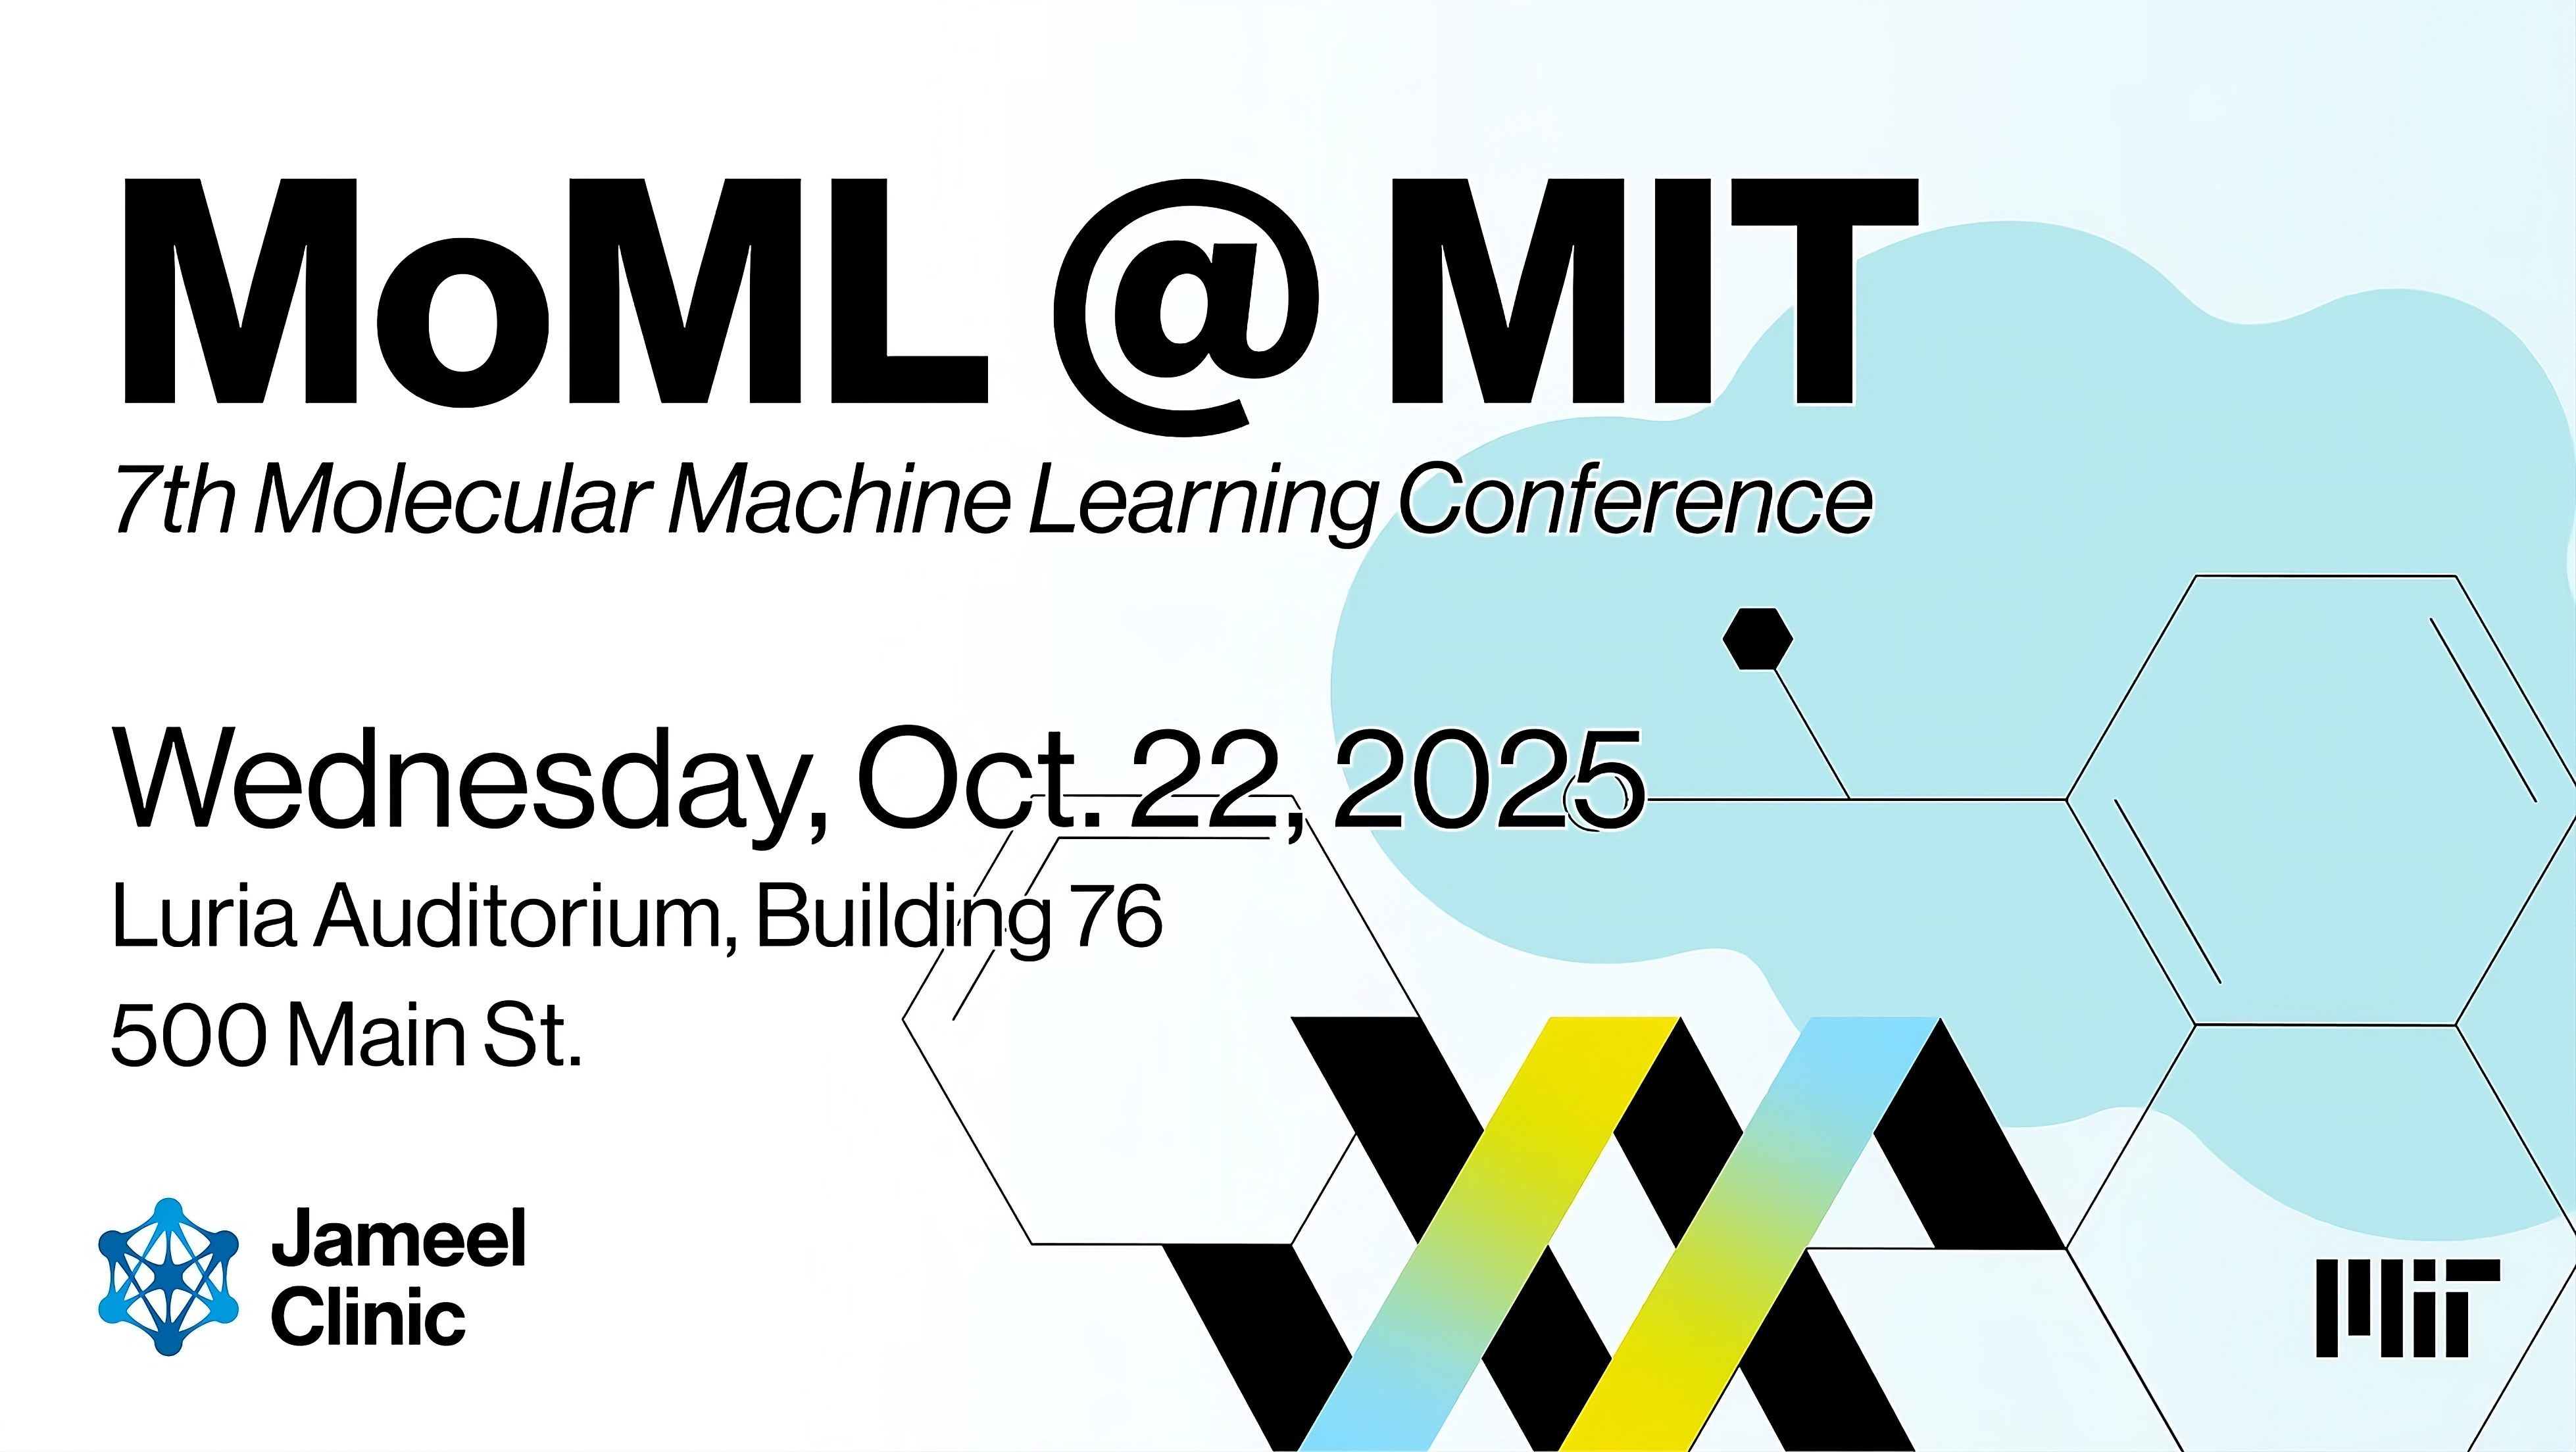 MoML @ MIT
7th Molecular Machine Learning Conference
Wednesday, Oct. 22, 2025
Luria Auditorium, Building 76
500 Main St.
Jameel
Clinic
MIT